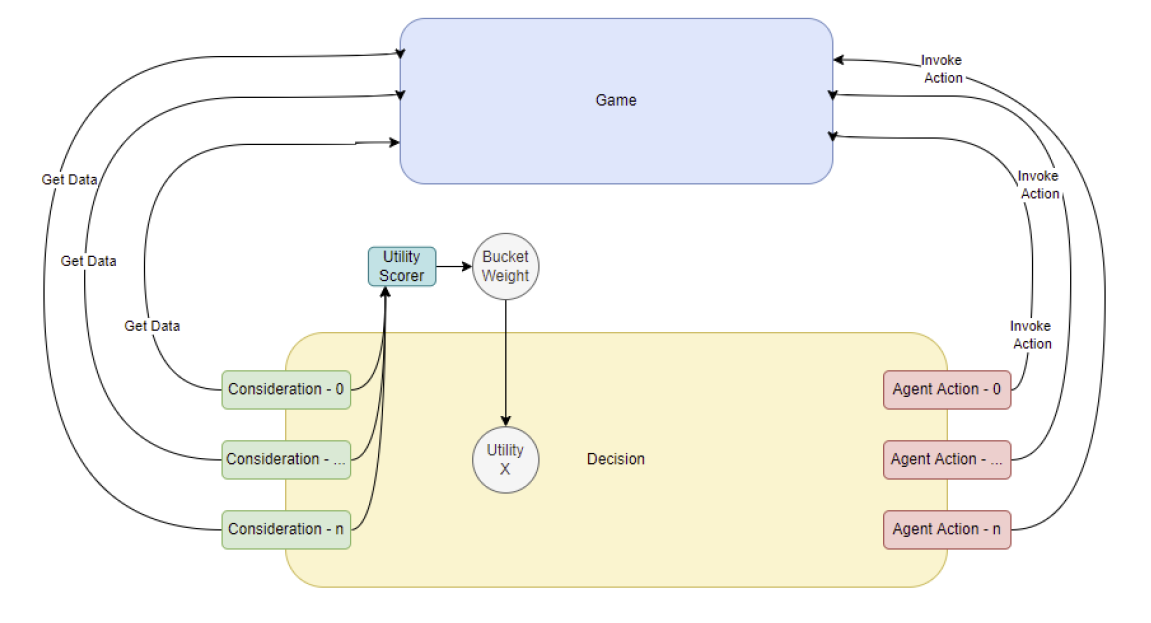 Invoke
Action
Game
Get Data
Invoke
Action
Get Data
Utility
Scorer
Bucket
Weight
Get Data
Invoke
Action
Consideration - 0
Agent Action - 0
Consideration - ...
Utility
X
Decision
Agent Action - ...
Consideration - n
Agent Action - n